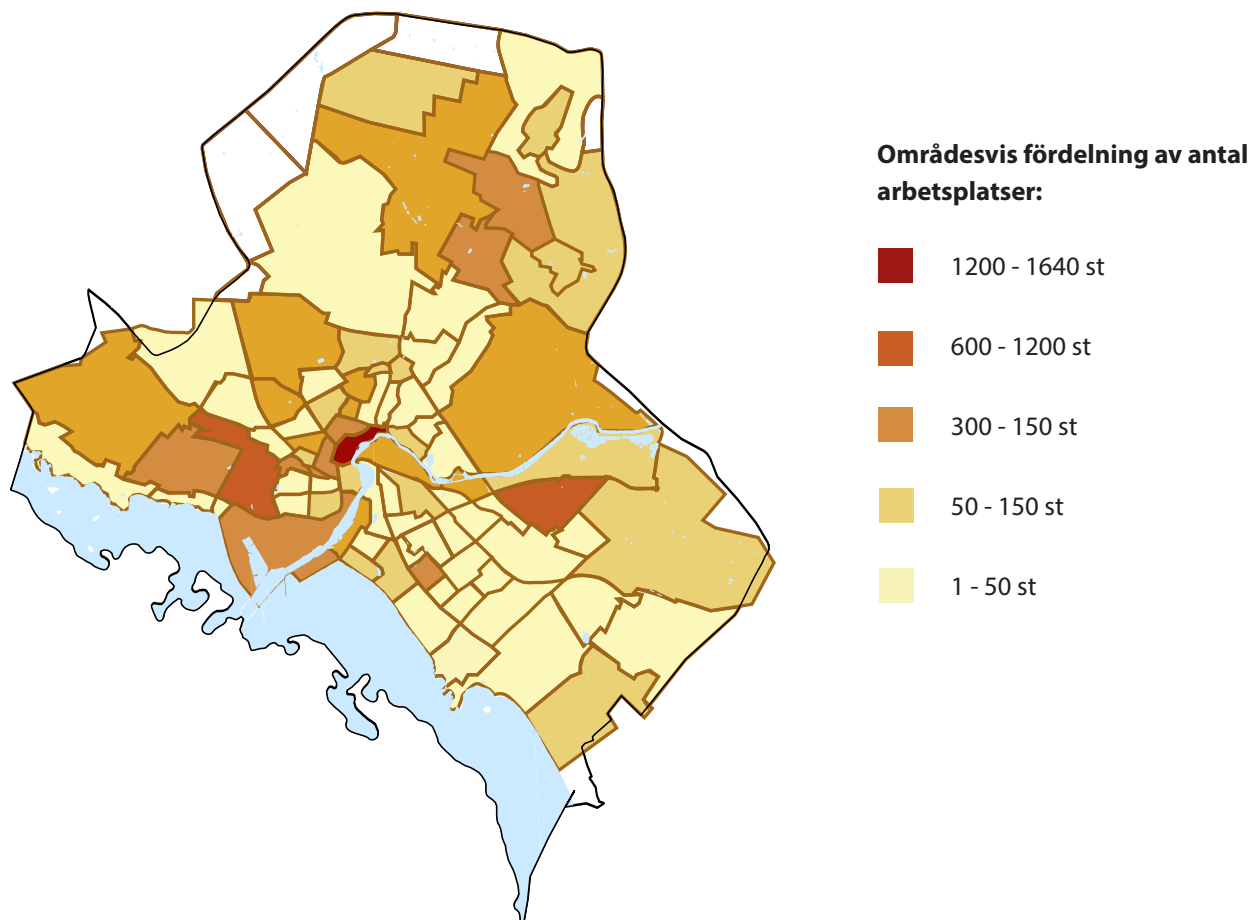 Områdesvis fördelning av antal
arbetsplatser:
1200 - 1640 st
600 - 1200 st
300 - 150 st
50 - 150 st
1 - 50 st